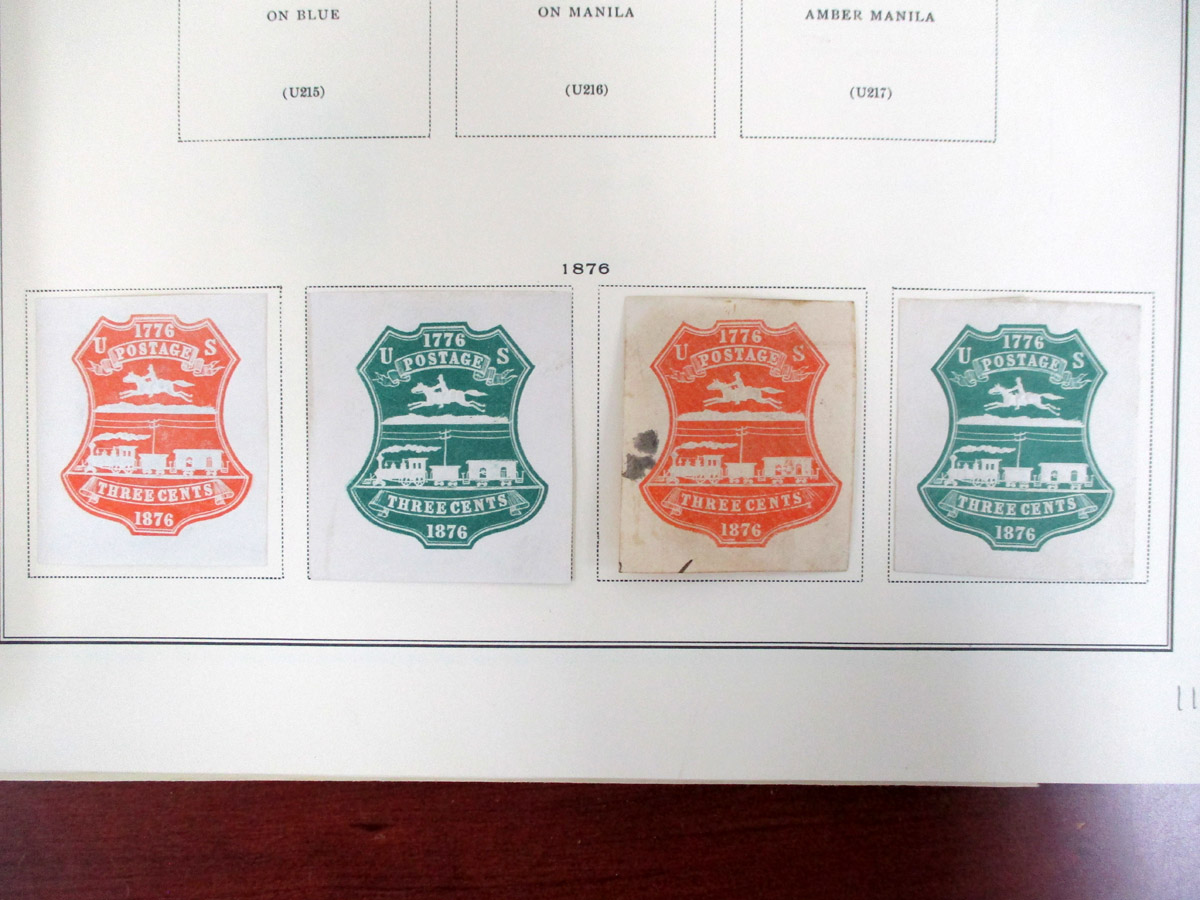 ON BLUE
ON MANILA
AMBER MANILA
(U215)
(U216)
(U217)
1876
1776
U S
POSTAGE
THREE CENTS
1876
1776
U S
POSTAGE
THREE CENTS
1876
1776
U S
POSTAGE
THREE CENTS
1876
1776
U S
POSTAGE
THREE CENTS
1876
11